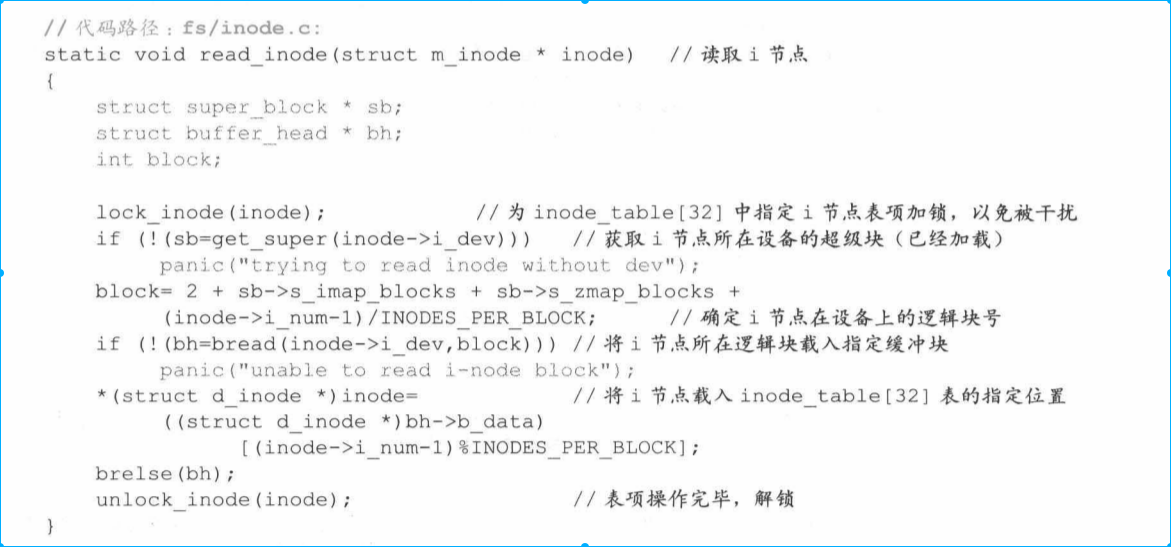 // 代码路径：fs/inode.c:
static void read_inode(struct m_inode * inode)   // 读取 i 节点
{
    struct super_block * sb;
    struct buffer_head * bh;
    int block;

    lock_inode(inode);            // 为 inode_table[32] 中指定 i 节点表项加锁，以免被干扰
    if (!(sb=get_super(inode->i_dev)))   // 获取 i 节点所在设备的超级块（已经加载）
        panic("trying to read inode without dev");
    block= 2 + sb->s_imap_blocks + sb->s_zmap_blocks +
        (inode->i_num-1)/INODES_PER_BLOCK;      // 确定 i 节点在设备上的逻辑块号
    if (!(bh=bread(inode->i_dev,block))) // 将 i 节点所在逻辑块载入指定缓冲块
        panic("unable to read i-node block");
    *(struct d_inode *)inode=            // 将 i 节点载入 inode_table[32] 表的指定位置
        ((struct d_inode *)bh->b_data)
            [(inode->i_num-1)%INODES_PER_BLOCK];
    brelse(bh);
    unlock_inode(inode);                 // 表项操作完毕，解锁
}